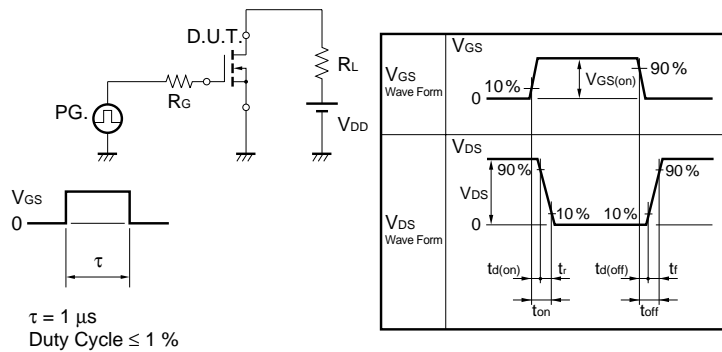 D.U.T.
RL
RG
PG.
VDD
VGS
0
τ
τ = 1 μs
Duty Cycle ≤ 1 %
VGS
Wave Form
VGS
10 %
0
VGS(on)
90 %
VDS
Wave Form
VDS
90 %
VDS
0
10 %
10 %
90 %
td(on)
tr
td(off)
tf
ton
toff